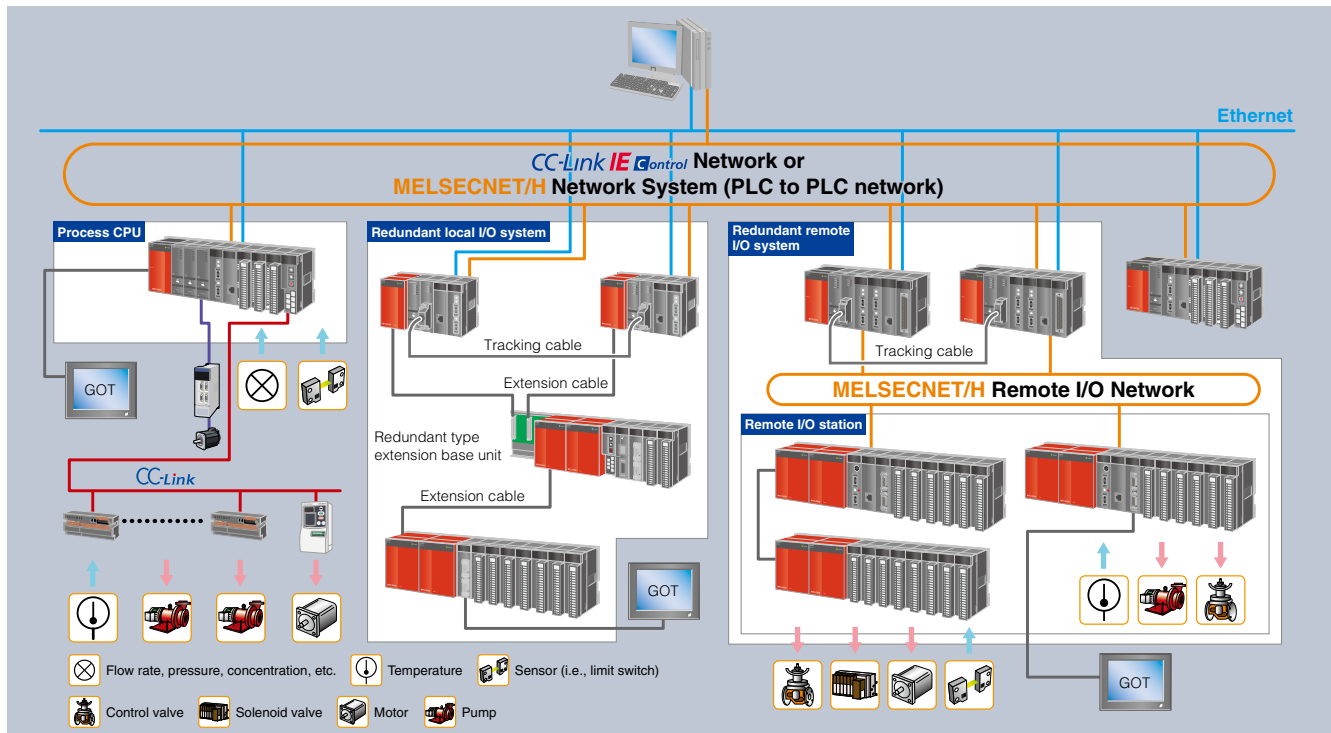 Ethernet
CC-Link IE Control Network or
MELSECNET/H Network System (PLC to PLC network)
Process CPU
Redundant local I/O system
Redundant remote
I/O system
Tracking cable
Tracking cable
GOT
Extension cable
MELSECNET/H Remote I/O Network
Redundant type
extension base unit
Remote I/O station
CC-Link
Extension cable
GOT
GOT
Flow rate, pressure, concentration, etc.
Temperature
Sensor (i.e., limit switch)
Control valve
Solenoid valve
Motor
Pump